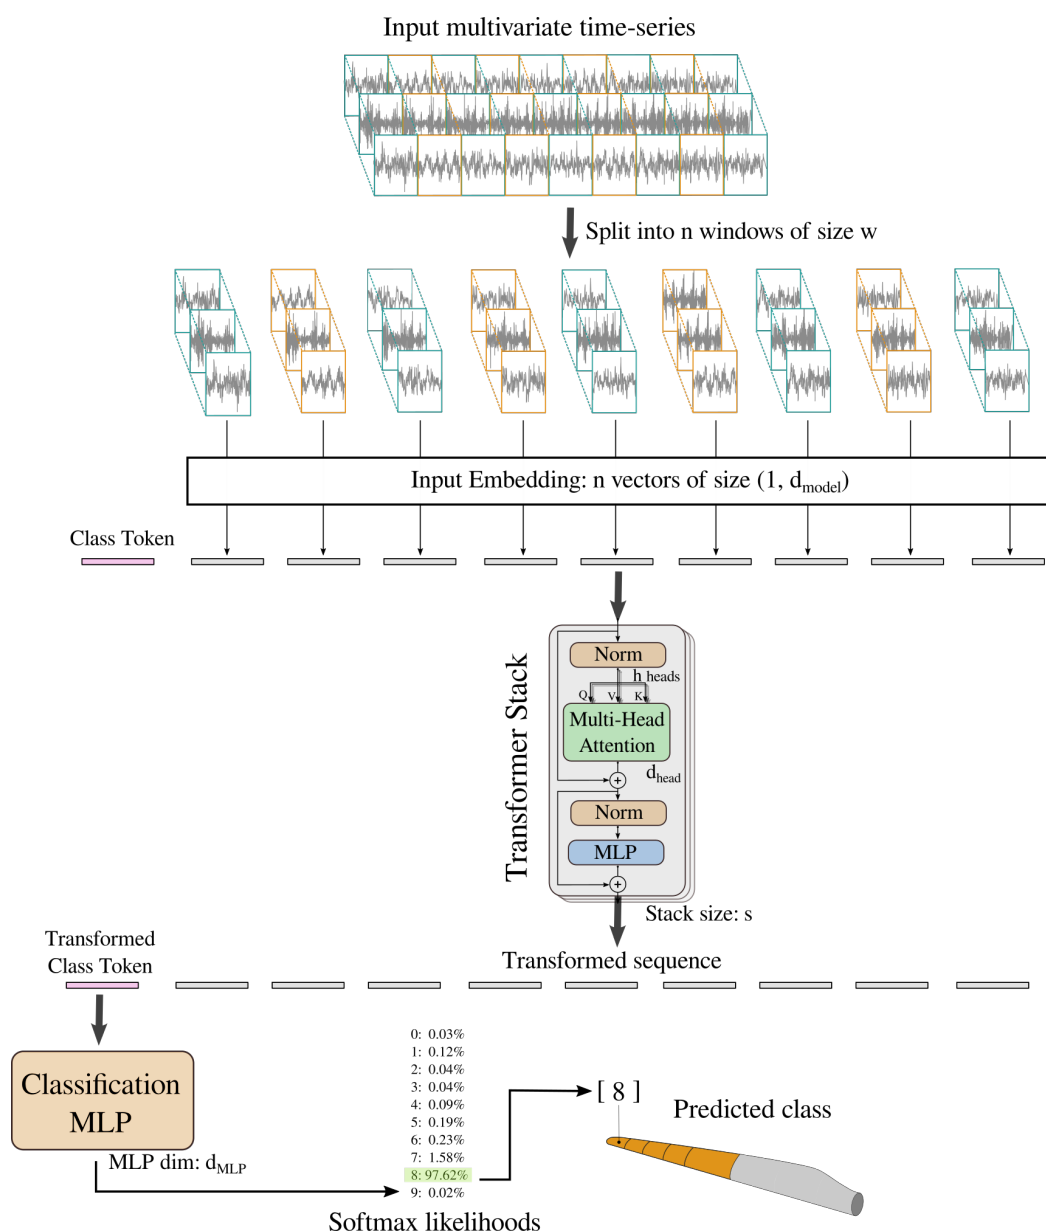 Input multivariate time-series
Split into n windows of size w
Input Embedding: n vectors of size (1, d_model)
Class Token
Transformer Stack
Norm
h heads
Q V K
Multi-Head
Attention
d_head
Norm
MLP
Stack size: s
Transformed
Class Token
Transformed sequence
Classification
MLP
MLP dim: d_MLP
0: 0.03%
1: 0.12%
2: 0.04%
3: 0.04%
4: 0.09%
5: 0.19%
6: 0.23%
7: 1.58%
8: 97.62%
9: 0.02%
Softmax likelihoods
[ 8 ]
Predicted class